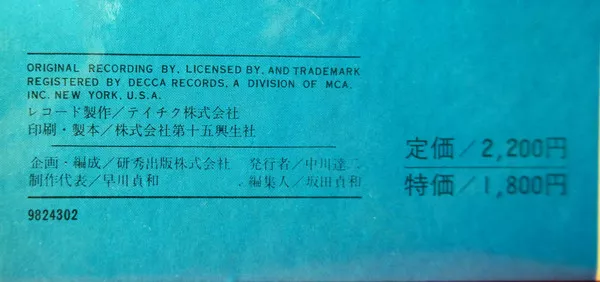 ORIGINAL RECORDING BY, LICENSED BY, AND TRADEMARK
REGISTERED BY DECCA RECORDS, A DIVISION OF MCA,
INC, NEW YORK, U.S.A.
レコード製作/テイチク株式会社
印刷・製本/株式会社第十五興生社
企画・編成/研秀出版株式会社 発行者/中川達二
制作代表/早川貞和 編集人/坂田貞和
定価/2,200円
特価/1,800円
9824302